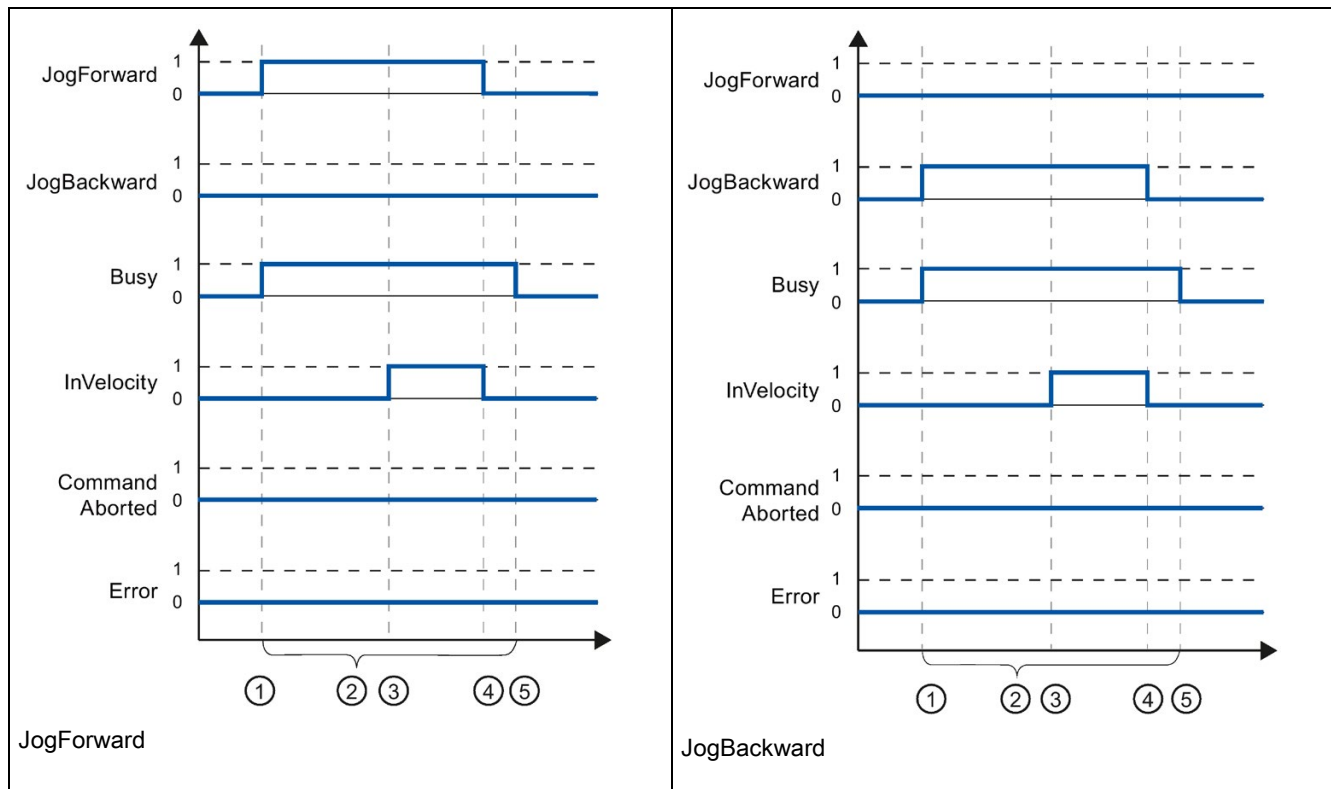 JogForward
1
0
JogBackward
1
0
Busy
1
0
InVelocity
1
0
Command
Aborted
1
0
Error
1
0
① ② ③ ④ ⑤
JogForward
JogForward
1
0
JogBackward
1
0
Busy
1
0
InVelocity
1
0
Command
Aborted
1
0
Error
1
0
① ② ③ ④ ⑤
JogBackward